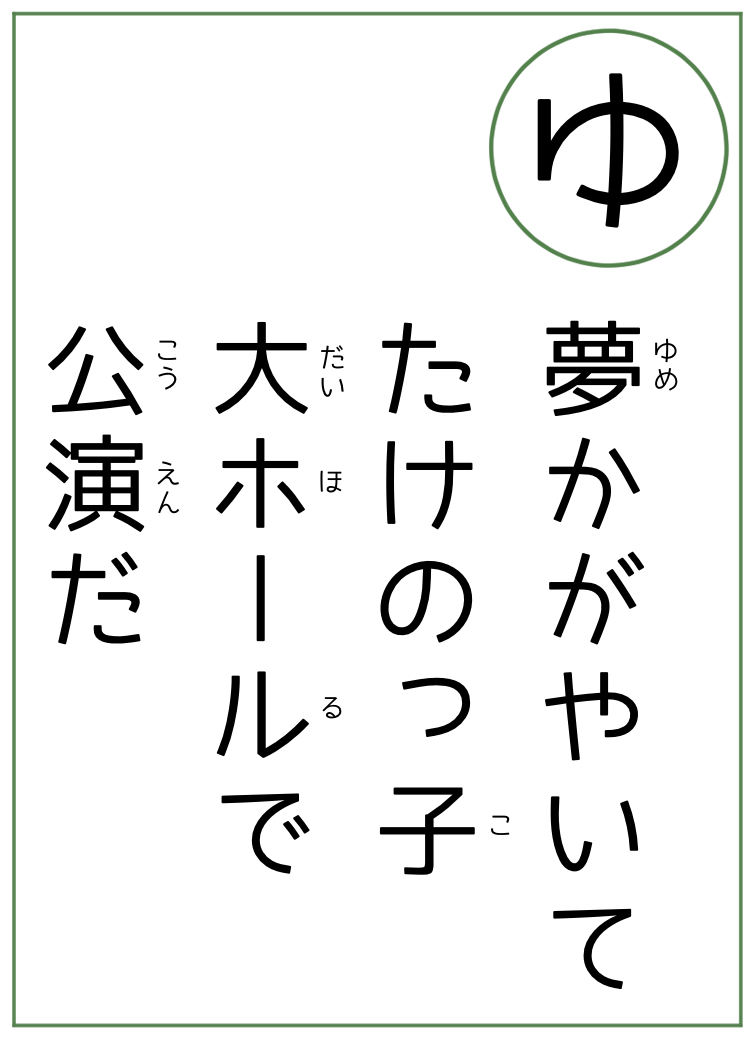 ゆ
夢かがやいて
たけのっ子
大ホールで
公演だ
ゆめ
こ
だい
ほ
る
こう
えん